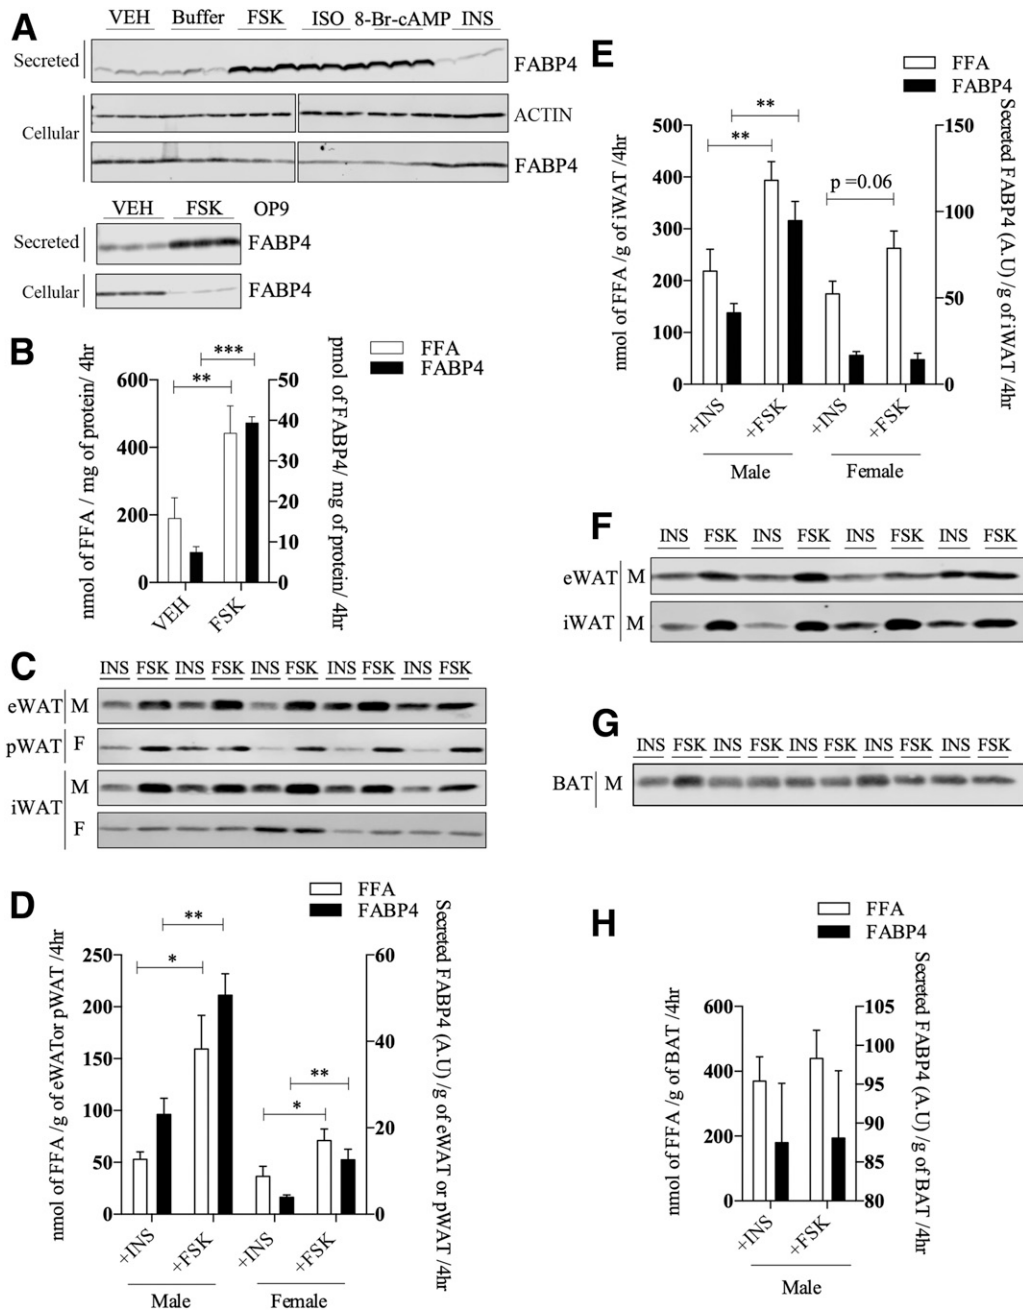 A
VEH Buffer FSK ISO 8-Br-cAMP INS
Secreted FABP4
Cellular
ACTIN
FABP4
VEH FSK OP9
Secreted FABP4
Cellular FABP4
B
FFA
FABP4
***
**
nmol of FFA / mg of protein/ 4hr
600
400
200
0
pmol of FABP4/ mg of protein/ 4hr
50
40
30
20
10
0
VEH FSK
C
INS FSK INS FSK INS FSK INS FSK INS FSK
eWAT M
pWAT F
iWAT
M
F
D
FFA
FABP4
**
*
**
*
nmol of FFA /g of eWATor pWAT /4hr
250
200
150
100
50
0
Secreted FABP4 (A.U) /g of eWAT or pWAT /4hr
60
40
20
0
+INS +FSK +INS +FSK
Male Female
E
FFA
FABP4
**
**
p =0.06
nmol of FFA /g of iWAT /4hr
500
400
300
200
100
0
Secreted FABP4 (A.U) /g of iWAT /4hr
150
100
50
0
+INS +FSK +INS +FSK
Male Female
F
INS FSK INS FSK INS FSK INS FSK
eWAT M
iWAT M
G
INS FSK INS FSK INS FSK INS FSK INS FSK
BAT M
H
FFA
FABP4
nmol of FFA /g of BAT /4hr
600
400
200
0
Secreted FABP4 (A.U) /g of BAT /4hr
105
100
95
90
85
80
+INS +FSK
Male